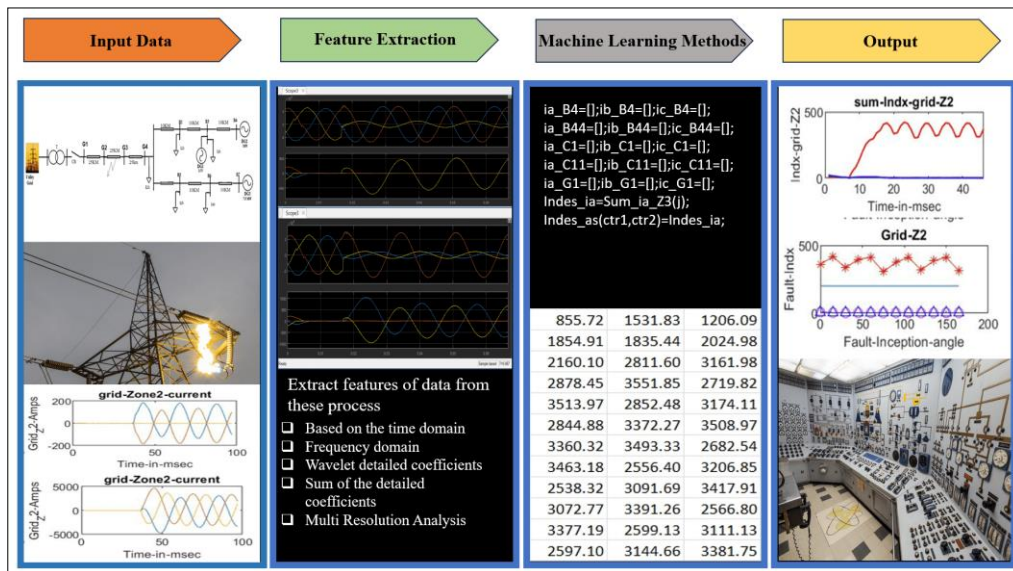 Input Data
Feature Extraction
Machine Learning Methods
Output
G1
G2
G3
G4
grid-Zone2-current
200
0
-200
0
50
100
Grid_2-Amps
Time-in-msec
grid-Zone2-current
5000
0
-5000
0
50
100
Grid_2-Amps
Time-in-msec
Extract features of data from
these process
Based on the time domain
Frequency domain
Wavelet detailed coefficients
Sum of the detailed
coefficients
Multi Resolution Analysis
ia_B4=[];ib_B4=[];ic_B4=[];
ia_B44=[];ib_B44=[];ic_B44=[];
ia_C1=[];ib_C1=[];ic_C1=[];
ia_C11=[];ib_C11=[];ic_C11=[];
ia_G1=[];ib_G1=[];ic_G1=[];
Indes_ia=Sum_ia_Z3(j);
Indes_as(ctr1,ctr2)=Indes_ia;
855.72 1531.83 1206.09
1854.91 1835.44 2024.98
2160.10 2811.60 3161.98
2878.45 3551.85 2719.82
3513.97 2852.48 3174.11
2844.88 3372.27 3508.97
3360.32 3493.33 2682.54
3463.18 2556.40 3206.85
2538.32 3091.69 3417.91
3072.77 3391.26 2566.80
3377.19 2599.13 3111.13
2597.10 3144.66 3381.75
sum-Indx-grid-Z2
Indx-grid-Z2
500
0
0
20
40
Time-in-msec
Fault-Inception-angle
Grid-Z2
Fault-Indx
500
0
0
50
100
150
200
Fault-Inception-angle